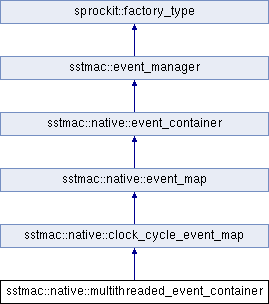 sprockit::factory_type
sstmac::event_manager
sstmac::native::event_container
sstmac::native::event_map
sstmac::native::clock_cycle_event_map
sstmac::native::multithreaded_event_container